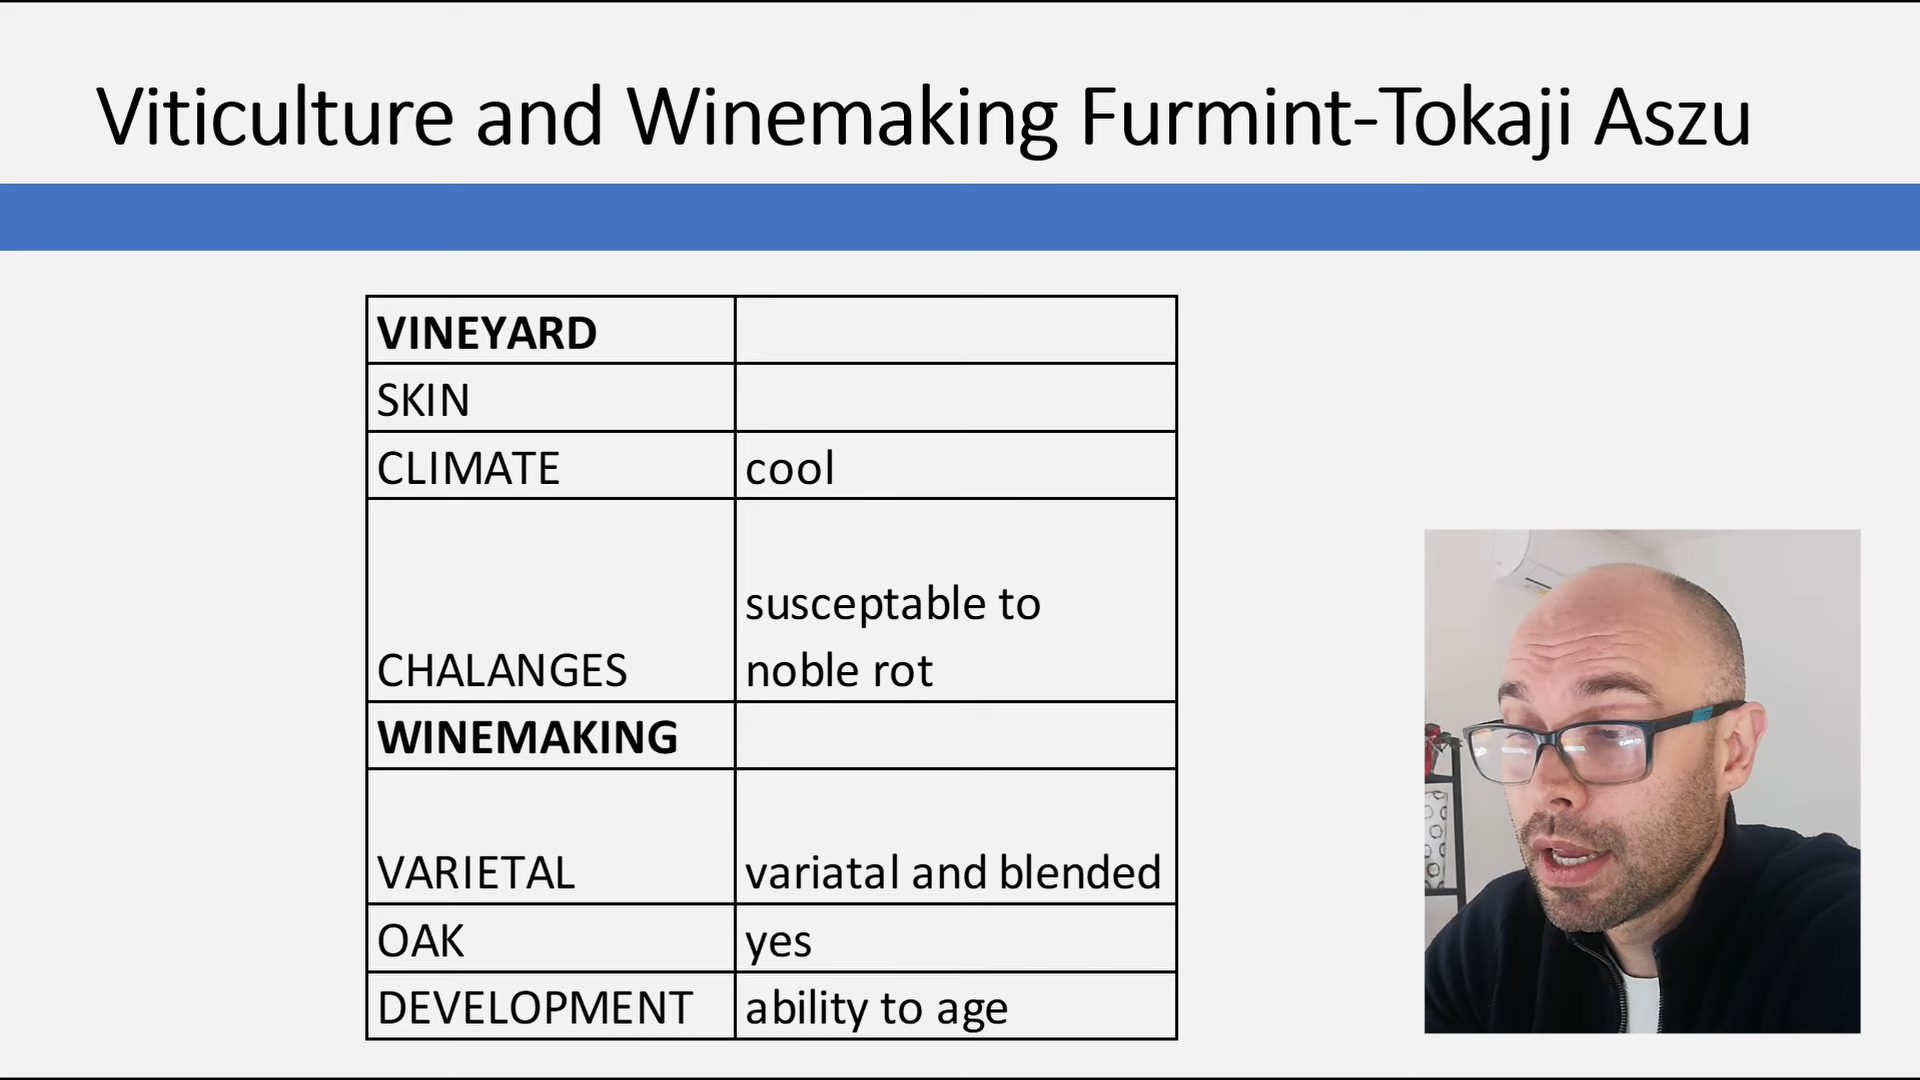 Viticulture and Winemaking Furmint-Tokaji Aszu
VINEYARD
SKIN
CLIMATE cool
CHALANGES susceptable to
noble rot
WINEMAKING
VARIETAL variatal and blended
OAK yes
DEVELOPMENT ability to age